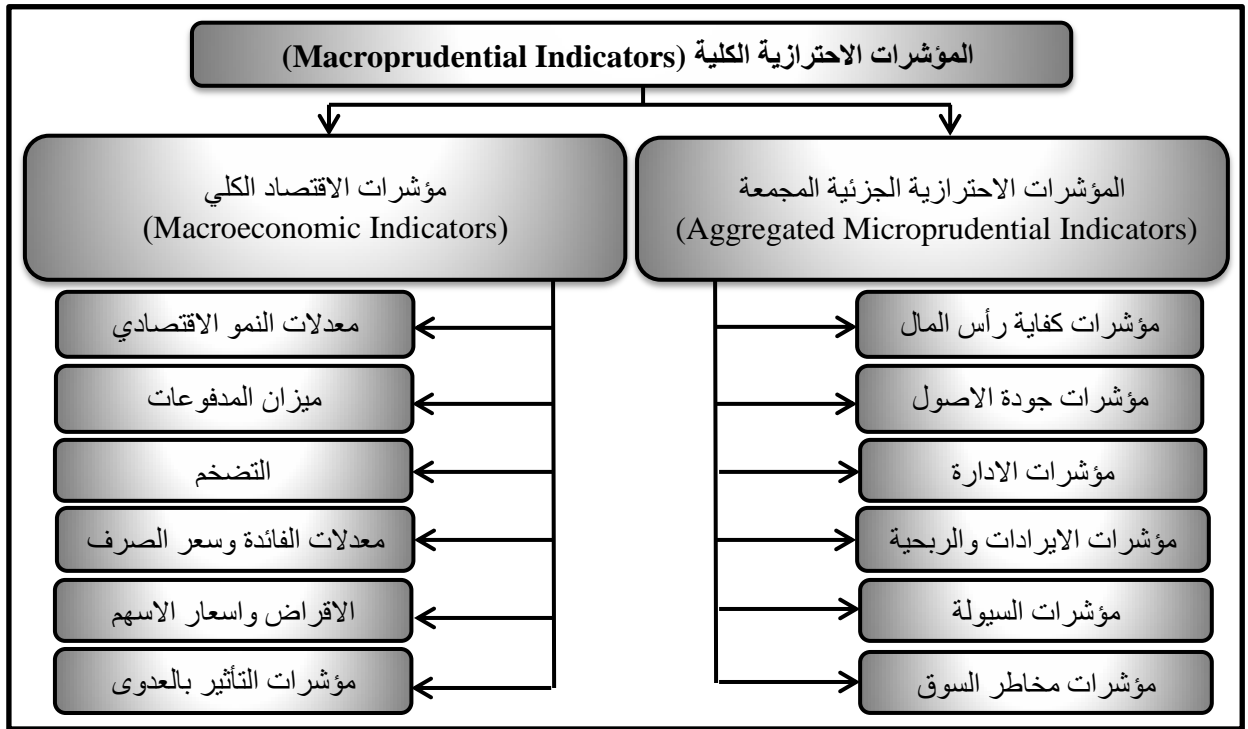 المؤشرات الاحترازية الكلية (Macroprudential Indicators)
المؤشرات الاحترازية الجزئية المجمعة
(Aggregated Microprudential Indicators)
مؤشرات كفاية رأس المال
مؤشرات جودة الاصول
مؤشرات الادارة
مؤشرات الايرادات والربحية
مؤشرات السيولة
مؤشرات مخاطر السوق
مؤشرات الاقتصاد الكلي
(Macroeconomic Indicators)
معدلات النمو الاقتصادي
ميزان المدفوعات
التضخم
معدلات الفائدة وسعر الصرف
الاقراض واسعار الاسهم
مؤشرات التأثير بالعدوى